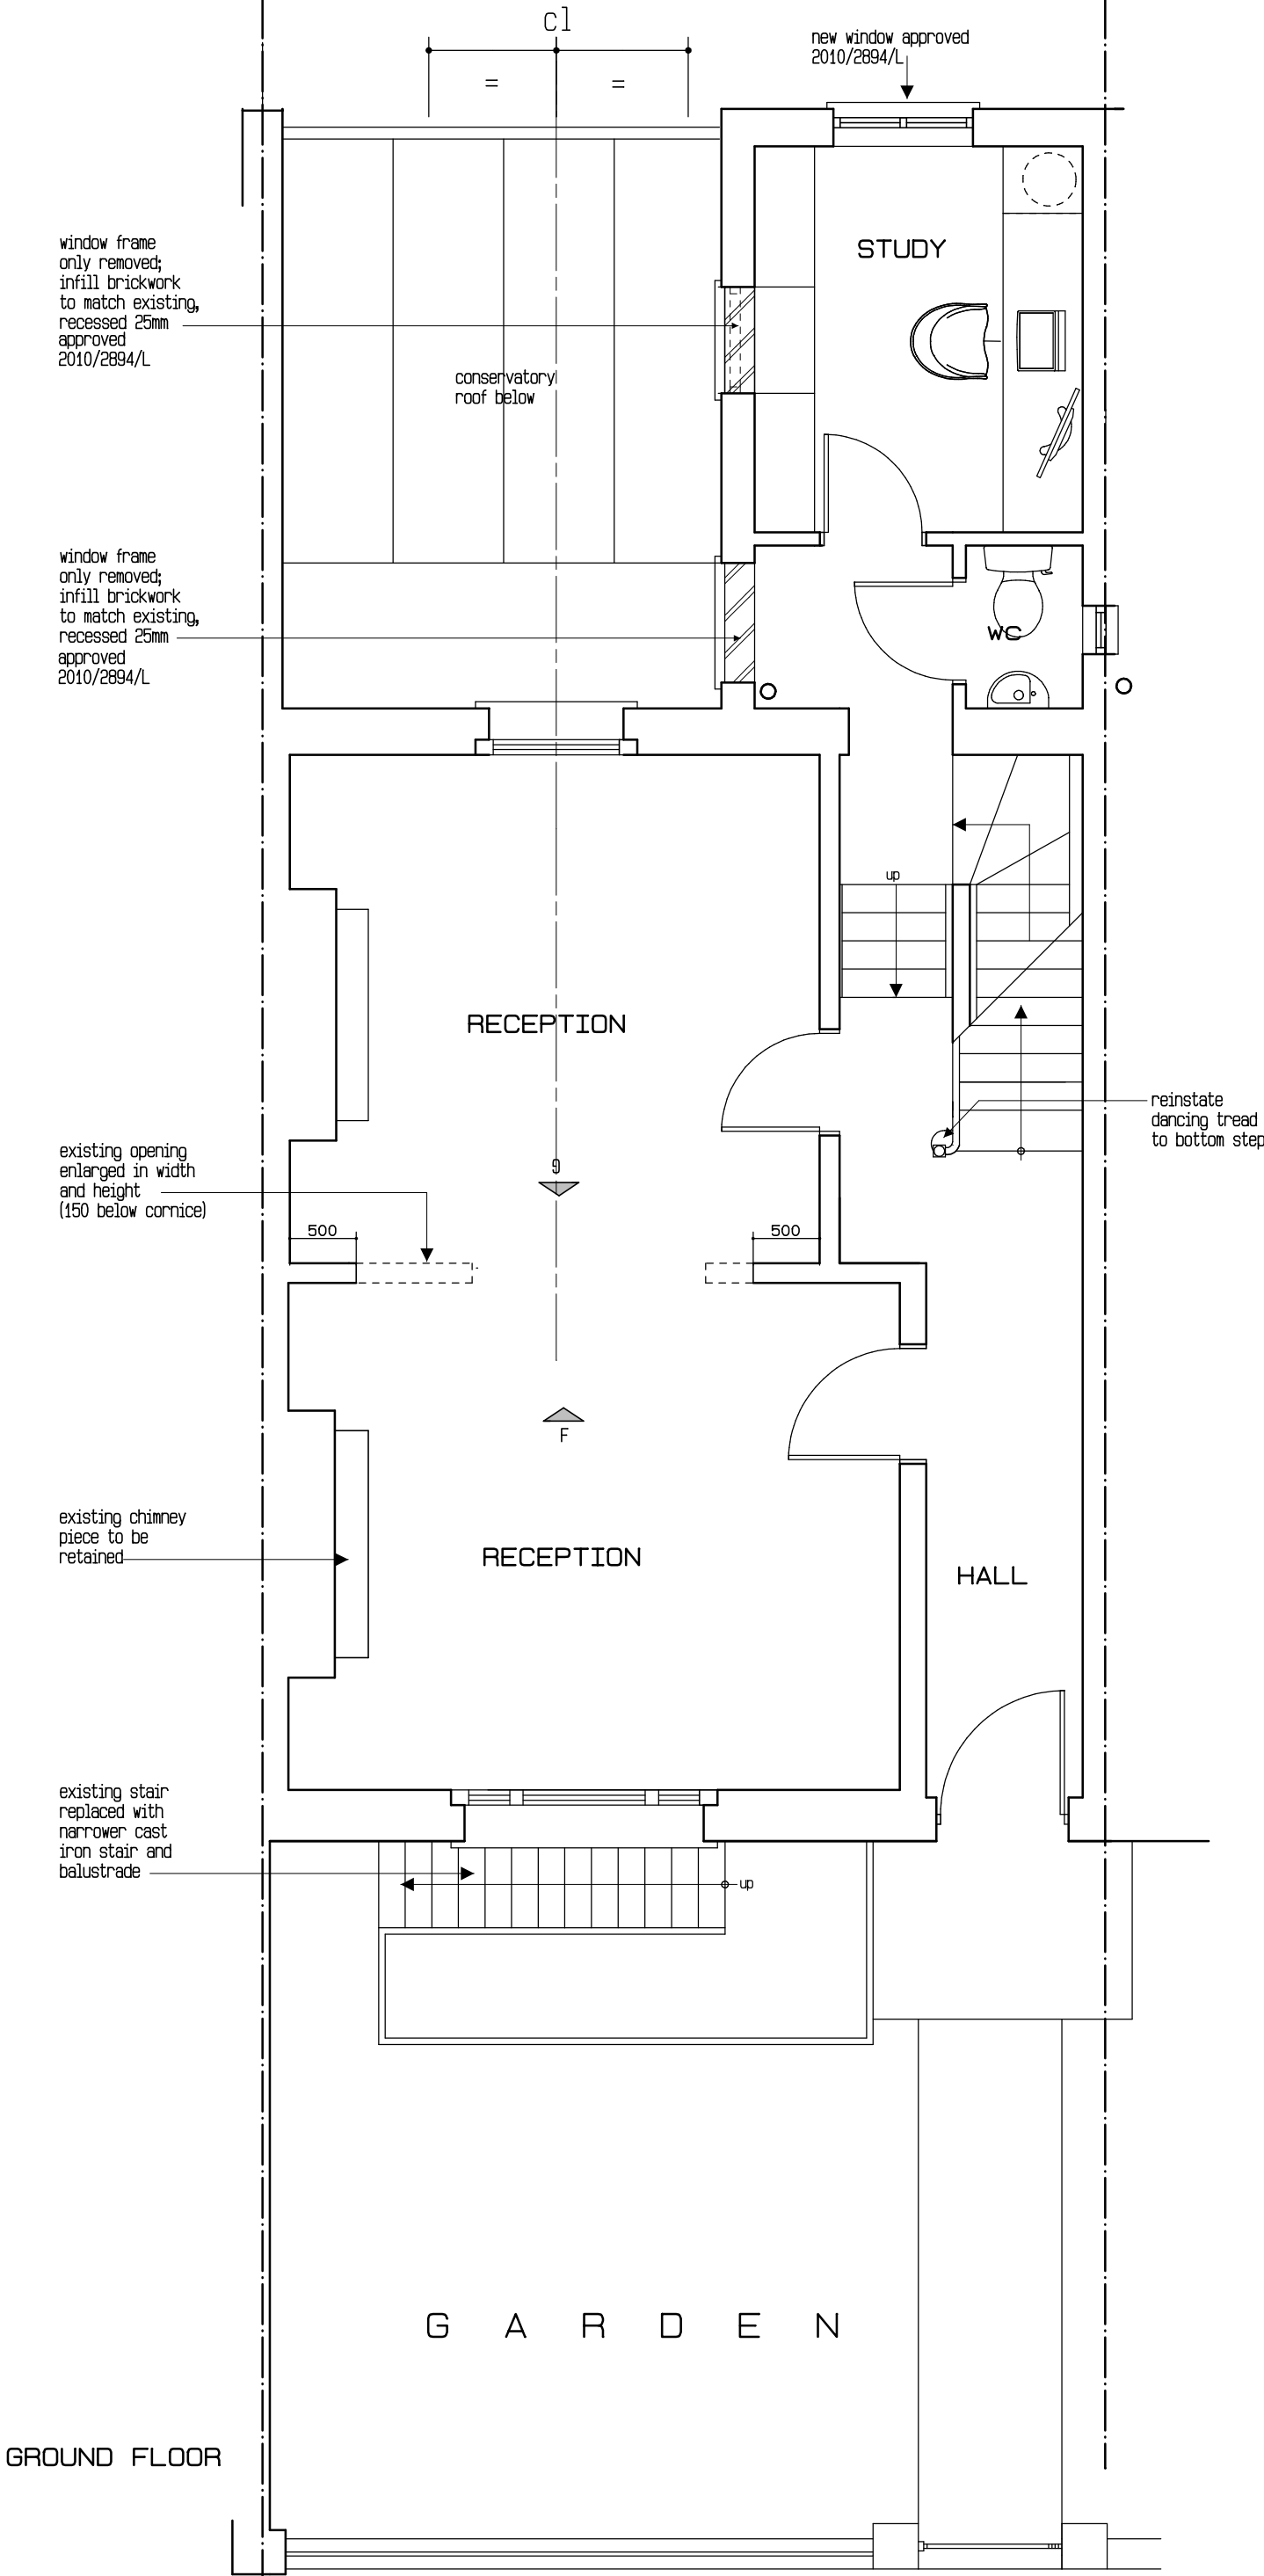 cl
= =
new window approved
2010/2894/L
window frame
only removed;
infill brickwork
to match existing,
recessed 25mm
approved
2010/2894/L
STUDY
conservatory
roof below
window frame
only removed;
infill brickwork
to match existing,
recessed 25mm
approved
2010/2894/L
WC
up
RECEPTION
reinstate
dancing tread
to bottom step
existing opening
enlarged in width
and height
(150 below cornice)
g
500
500
F
existing chimney
piece to be
retained
RECEPTION
HALL
existing stair
replaced with
narrower cast
iron stair and
balustrade
up
GARDEN
GROUND FLOOR